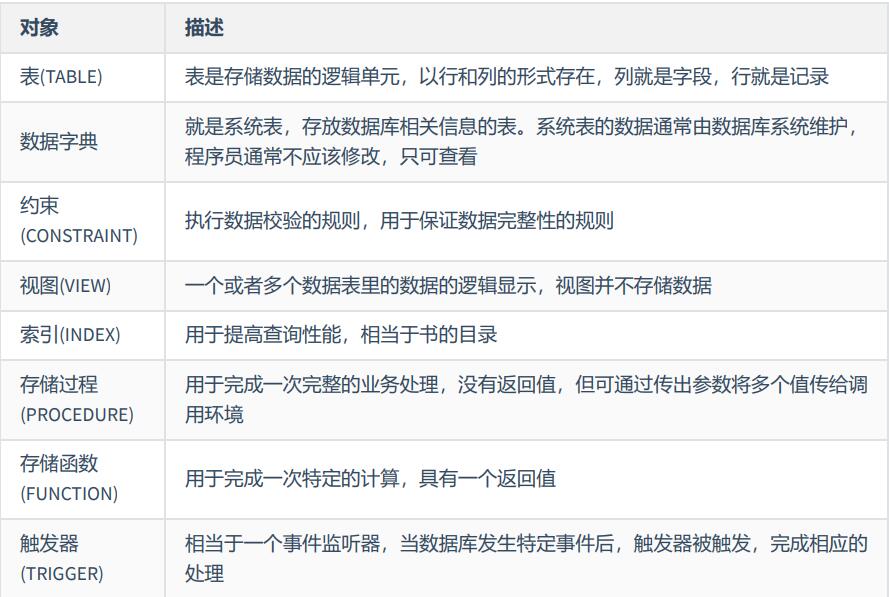 对象 描述
表(TABLE) 表是存储数据的逻辑单元，以行和列的形式存在，列就是字段，行就是记录
数据字典 就是系统表，存放数据库相关信息的表。系统表的数据通常由数据库系统维护，
程序员通常不应该修改，只可查看
约束
(CONSTRAINT) 执行数据校验的规则，用于保证数据完整性的规则
视图(VIEW) 一个或者多个数据表里的数据的逻辑显示，视图并不存储数据
索引(INDEX) 用于提高查询性能，相当于书的目录
存储过程
(PROCEDURE) 用于完成一次完整的业务处理，没有返回值，但可通过传出参数将多个值传给调
用环境
存储函数
(FUNCTION) 用于完成一次特定的计算，具有一个返回值
触发器
(TRIGGER) 相当于一个事件监听器，当数据库发生特定事件后，触发器被触发，完成相应的
处理